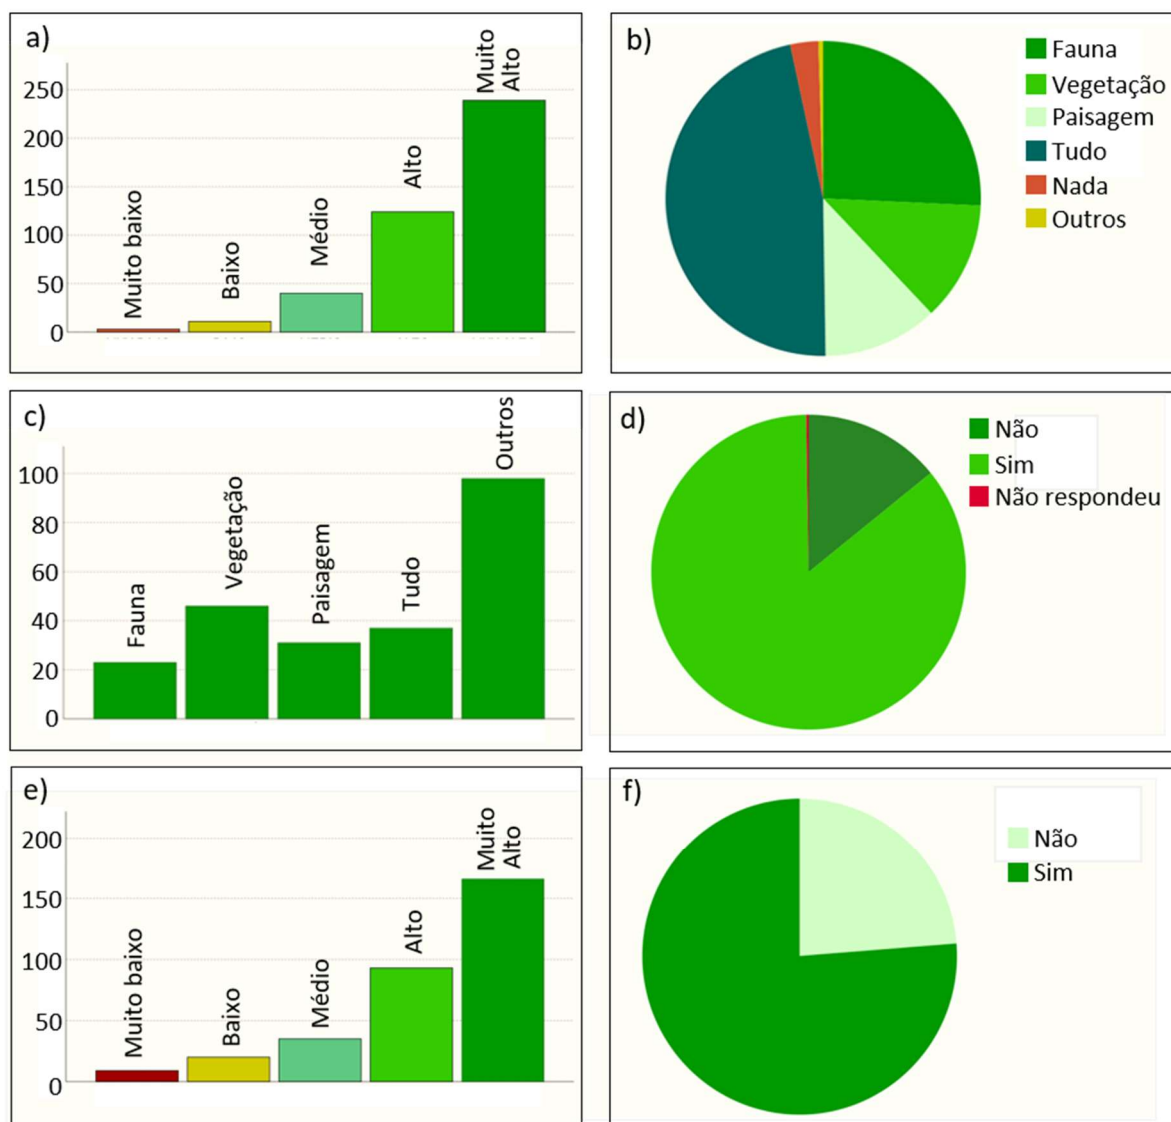 a)
250
200
150
100
50
0
Muito baixo
Baixo
Médio
Alto
Muito
Alto
b)
Fauna
Vegetação
Paisagem
Tudo
Nada
Outros
c)
100
80
60
40
20
0
Fauna
Vegetação
Paisagem
Tudo
Outros
d)
Não
Sim
Não respondeu
e)
200
150
100
50
0
Muito baixo
Baixo
Médio
Alto
Muito
Alto
f)
Não
Sim